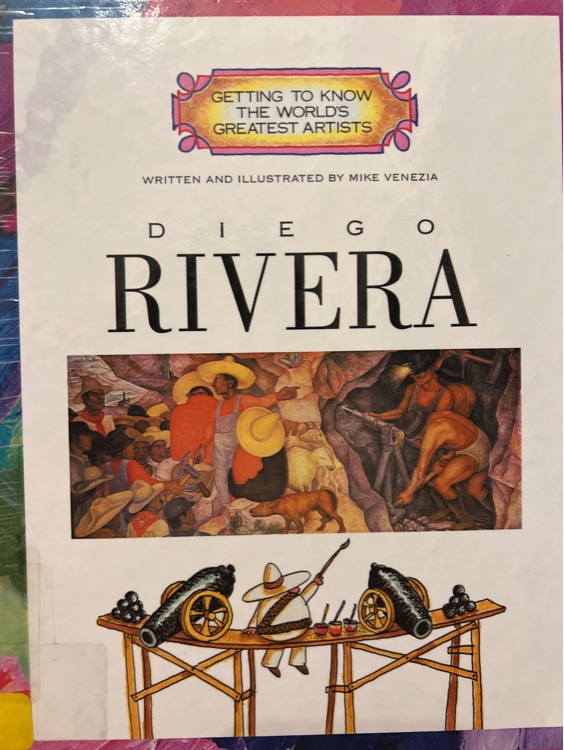 GETTING TO KNOW
THE WORLD'S
GREATEST ARTISTS
WRITTEN AND ILLUSTRATED BY MIKE VENEZIA
DIEGO
RIVERA